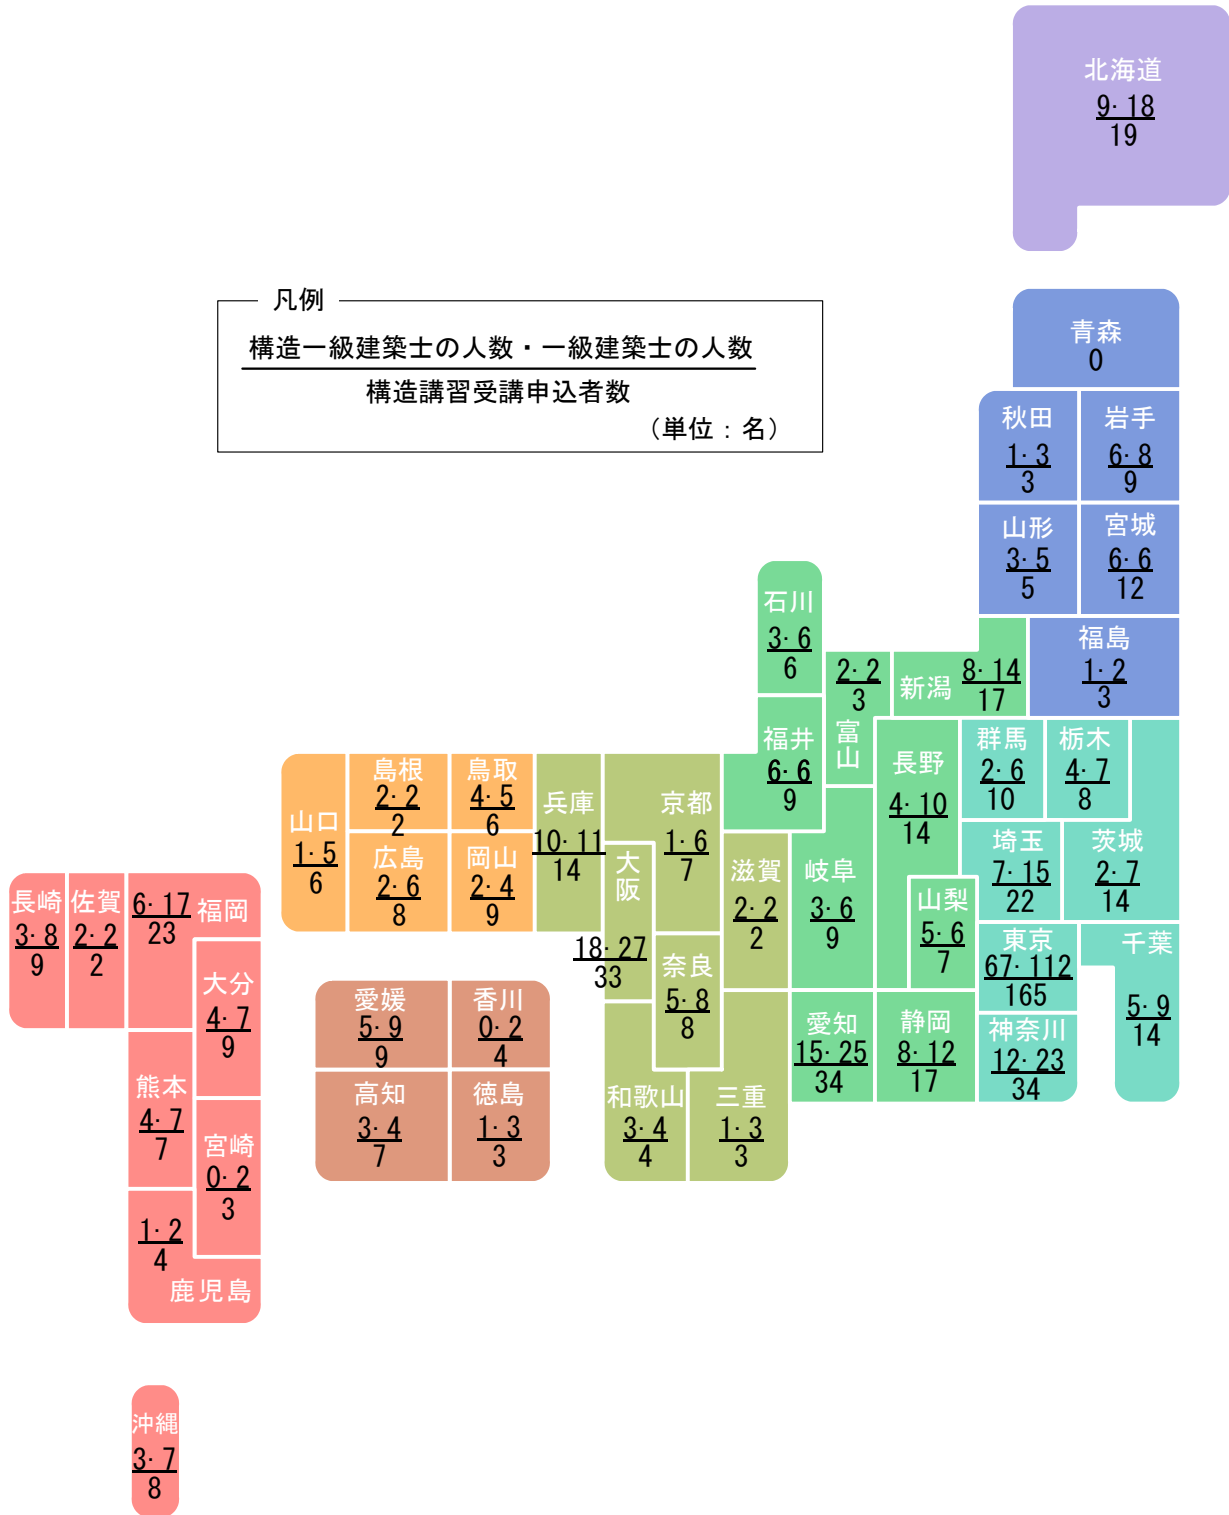 北海道
9・18
19
凡例
構造一級建築士の人数・一級建築士の人数
構造講習受講申込者数
（単位：名）
青森
0
秋田
1・3
3
岩手
6・8
9
山形
3・5
5
宮城
6・6
12
福島
1・2
3
石川
3・6
6
2・2
3
富山
新潟
8・14
17
福井
6・6
9
長野
4・10
14
群馬
2・6
10
栃木
4・7
8
埼玉
7・15
22
茨城
2・7
14
山梨
5・6
7
東京
67・112
165
千葉
5・9
14
神奈川
12・23
34
岐阜
3・6
9
愛知
15・25
34
静岡
8・12
17
山口
1・5
6
島根
2・2
2
鳥取
4・5
6
広島
2・6
8
岡山
2・4
9
兵庫
10・11
14
京都
1・6
7
大阪
18・27
33
滋賀
2・2
2
奈良
5・8
8
和歌山
3・4
4
三重
1・3
3
愛媛
5・9
9
香川
0・2
4
高知
3・4
7
徳島
1・3
3
長崎
3・8
9
佐賀
2・2
2
6・17
23
福岡
大分
4・7
9
熊本
4・7
7
宮崎
0・2
3
1・2
4
鹿児島
沖縄
3・7
8